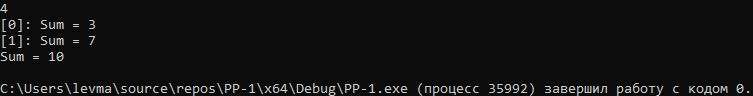 4
[0]: Sum = 3
[1]: Sum = 7
Sum = 10
C:\Users\levma\source\repos\PP-1\x64\Debug\PP-1.exe (процесс 35992) завершил работу с кодом 0.